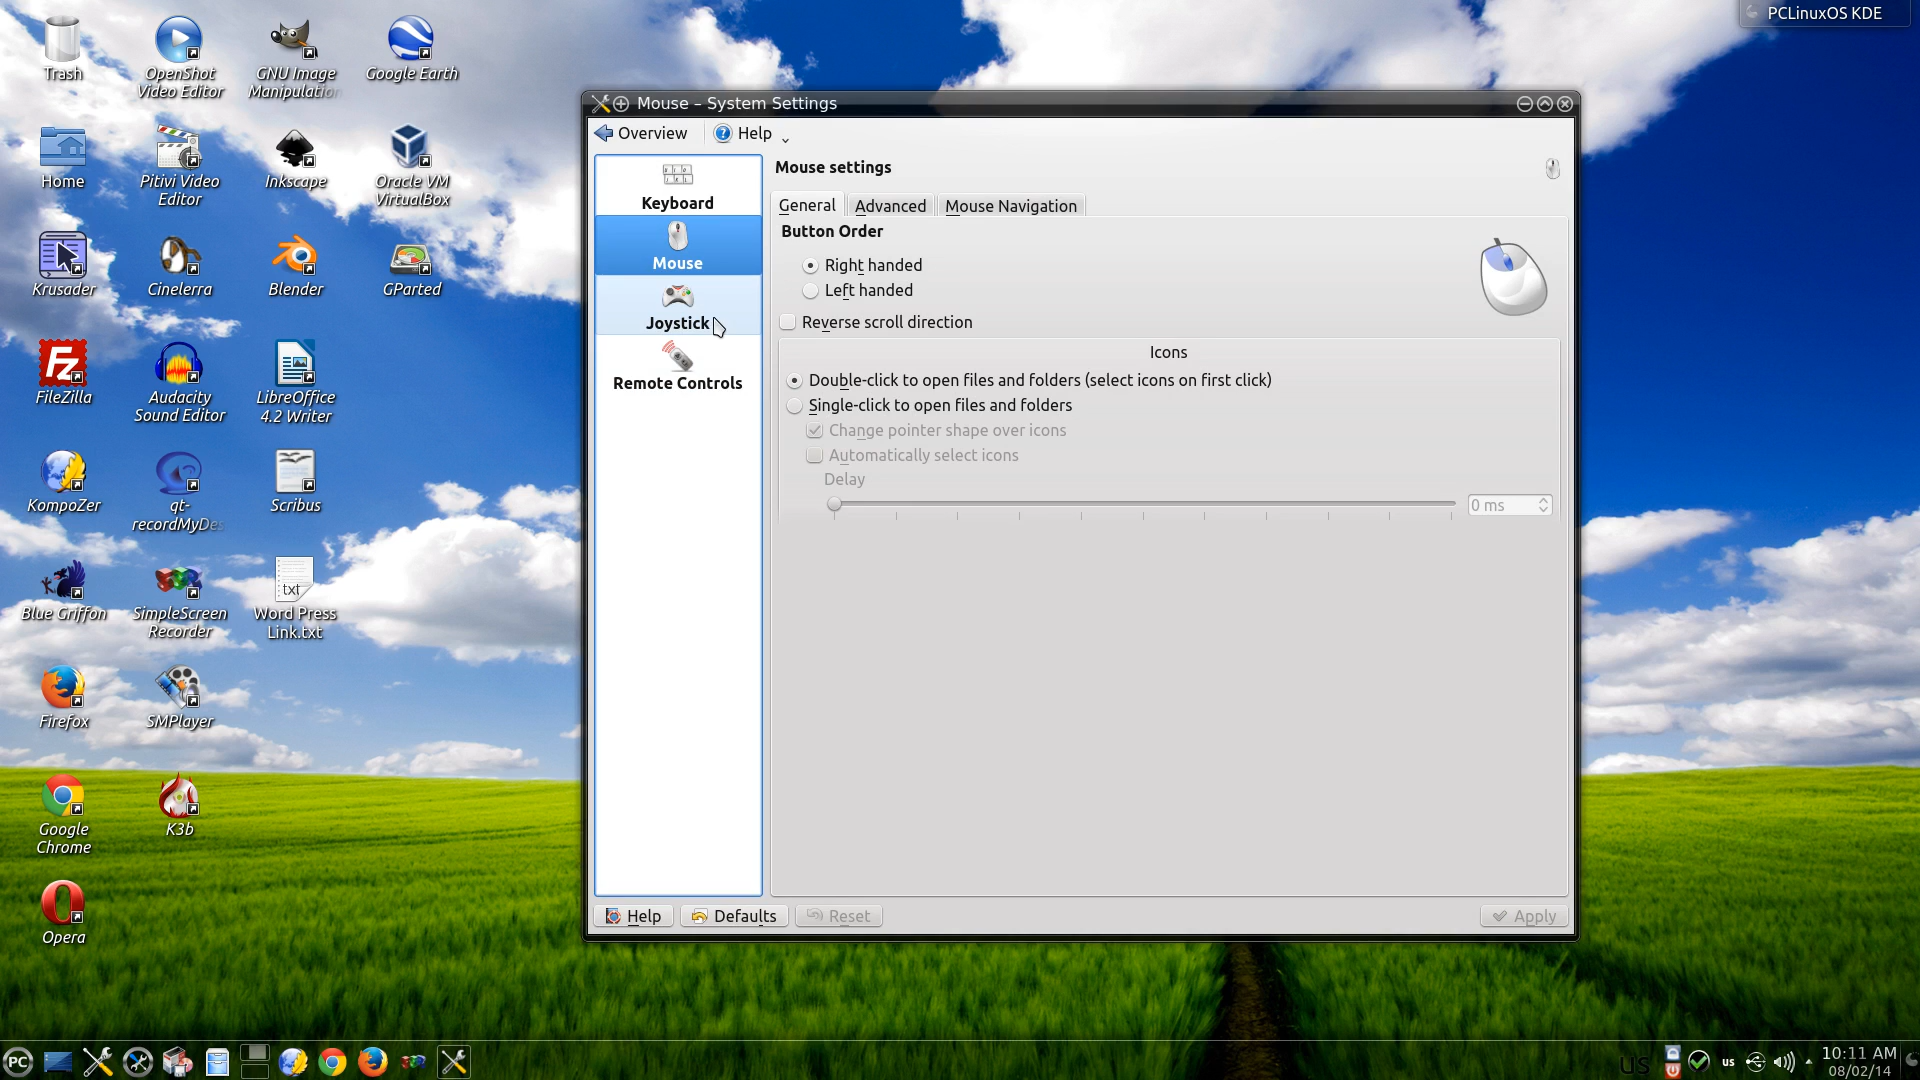 Trash
OpenShot
Video Editor
GNU Image
Manipulation
Google Earth
Home
Pitivi Video
Editor
Inkscape
Oracle VM
VirtualBox
Krusader
Cinelerra
Blender
GParted
FileZilla
Audacity
Sound Editor
LibreOffice
4.2 Writer
KompoZer
qt-
recordMyDes
Scribus
Blue Griffon
SimpleScreen
Recorder
txt
Word Press
Link.txt
Firefox
SMPlayer
Google
Chrome
K3b
Opera
PCLinuxOS KDE
Mouse – System Settings
Overview
Help
Keyboard
Mouse
Joystick
Remote Controls
Mouse settings
General
Advanced
Mouse Navigation
Button Order
Right handed
Left handed
Reverse scroll direction
Icons
Double-click to open files and folders (select icons on first click)
Single-click to open files and folders
Change pointer shape over icons
Automatically select icons
Delay
0 ms
Help
Defaults
Reset
Apply
PC
us
us
10:11 AM
08/02/14